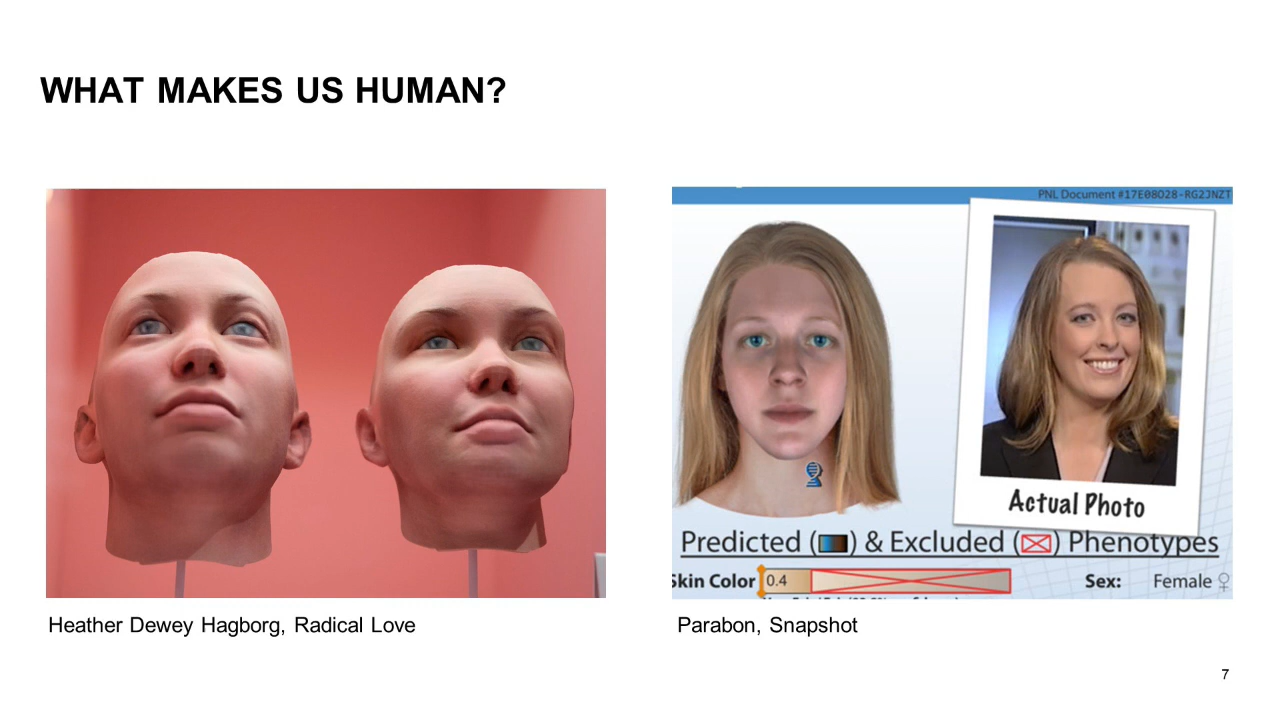 WHAT MAKES US HUMAN?
PNL Document #17E08028-RG2JNZT
Actual Photo
Predicted ( ) & Excluded ( ) Phenotypes
Skin Color 0.4 Sex: Female ♀
Heather Dewey Hagborg, Radical Love
Parabon, Snapshot
7